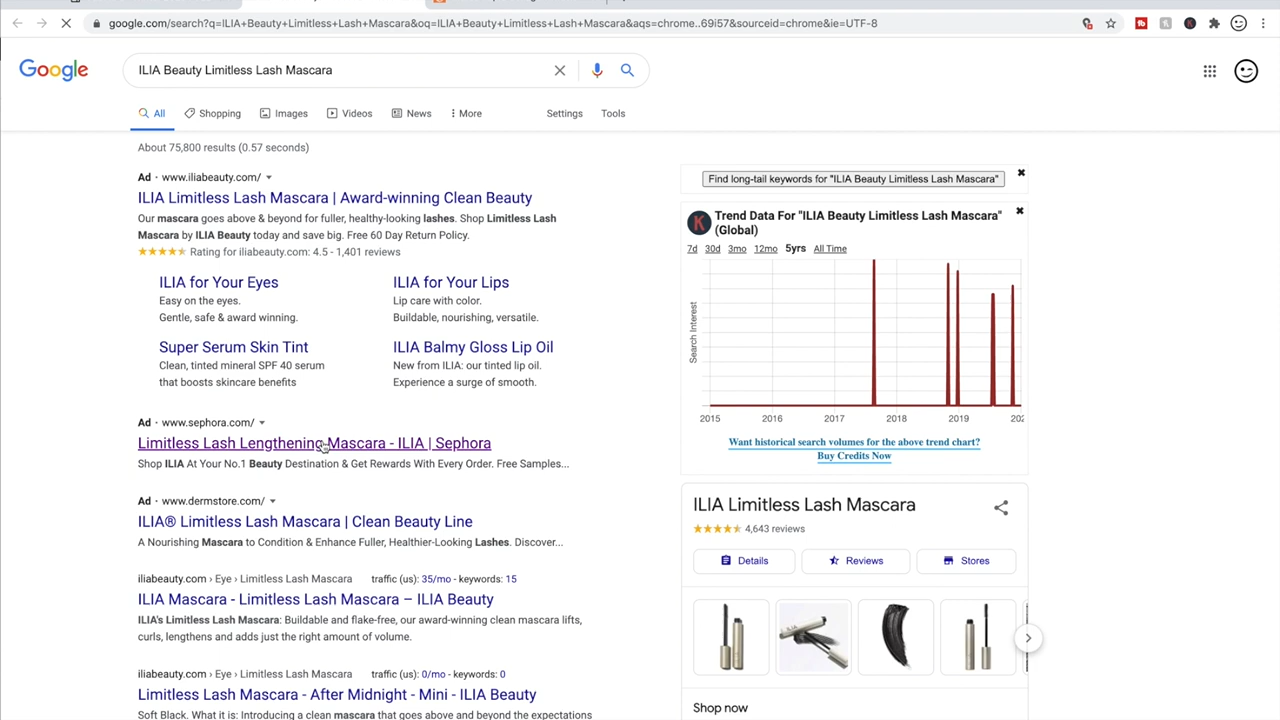 google.com/search?q=ILIA+Beauty+Limitless+Lash+Mascara&oq=ILIA+Beauty+Limitless+Lash+Mascara&aqs=chrome..69i57&sourceid=chrome&ie=UTF-8
Google
ILIA Beauty Limitless Lash Mascara
All
Shopping
Images
Videos
News
More
Settings
Tools
About 75,800 results (0.57 seconds)
Ad · www.iliabeauty.com/
ILIA Limitless Lash Mascara | Award-winning Clean Beauty
Our mascara goes above & beyond for fuller, healthy-looking lashes. Shop Limitless Lash
Mascara by ILIA Beauty today and save big. Free 60 Day Return Policy.
Rating for iliabeauty.com: 4.5 - 1,401 reviews
ILIA for Your Eyes
Easy on the eyes.
Gentle, safe & award winning.
ILIA for Your Lips
Lip care with color.
Buildable, nourishing, versatile.
Super Serum Skin Tint
Clean, tinted mineral SPF 40 serum
that boosts skincare benefits
ILIA Balmy Gloss Lip Oil
New from ILIA: our tinted lip oil.
Experience a surge of smooth.
Ad · www.sephora.com/
Limitless Lash Lengthening Mascara - ILIA | Sephora
Shop ILIA At Your No.1 Beauty Destination & Get Rewards With Every Order. Free Samples...
Ad · www.dermstore.com/
ILIA® Limitless Lash Mascara | Clean Beauty Line
A Nourishing Mascara to Condition & Enhance Fuller, Healthier-Looking Lashes. Discover...
iliabeauty.com › Eye › Limitless Lash Mascara traffic (us): 35/mo - keywords: 15
ILIA Mascara - Limitless Lash Mascara – ILIA Beauty
ILIA's Limitless Lash Mascara: Buildable and flake-free, our award-winning clean mascara lifts,
curls, lengthens and adds just the right amount of volume.
iliabeauty.com › Eye › Limitless Lash Mascara traffic (us): 0/mo - keywords: 0
Limitless Lash Mascara - After Midnight - Mini - ILIA Beauty
Soft Black. What it is: Introducing a clean mascara that goes above and beyond the expectations
Find long-tail keywords for "ILIA Beauty Limitless Lash Mascara"
K
Trend Data For "ILIA Beauty Limitless Lash Mascara"
(Global)
7d 30d 3mo 12mo 5yrs All Time
Search Interest
2015 2016 2017 2018 2019 202
Want historical search volumes for the above trend chart?
Buy Credits Now
ILIA Limitless Lash Mascara
4,643 reviews
Details
Reviews
Stores
Shop now